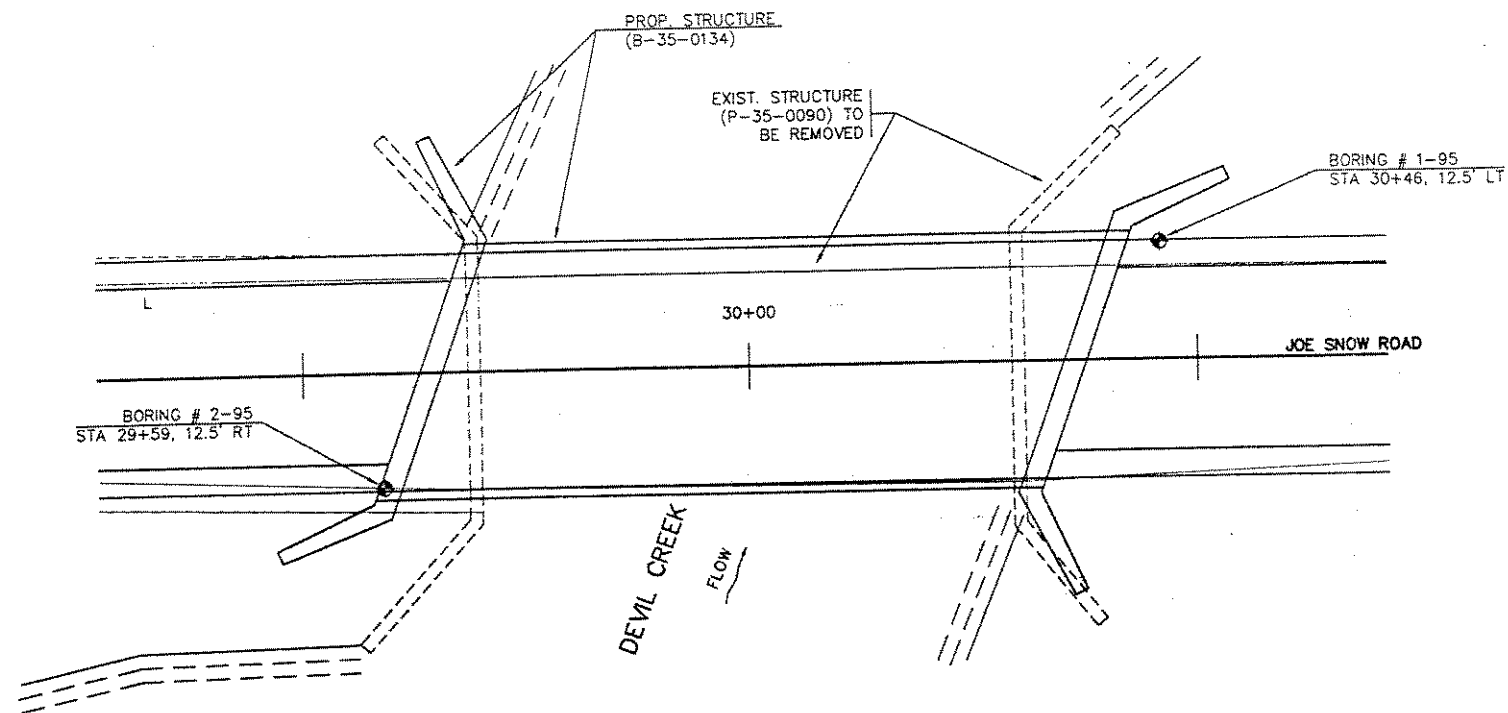 PROP. STRUCTURE
(B-35-0134)
EXIST. STRUCTURE
(P-35-0090) TO
BE REMOVED
BORING # 1-95
STA 30+46, 12.5' LT
L
30+00
JOE SNOW ROAD
BORING # 2-95
STA 29+59, 12.5' RT
DEVIL CREEK
FLOW